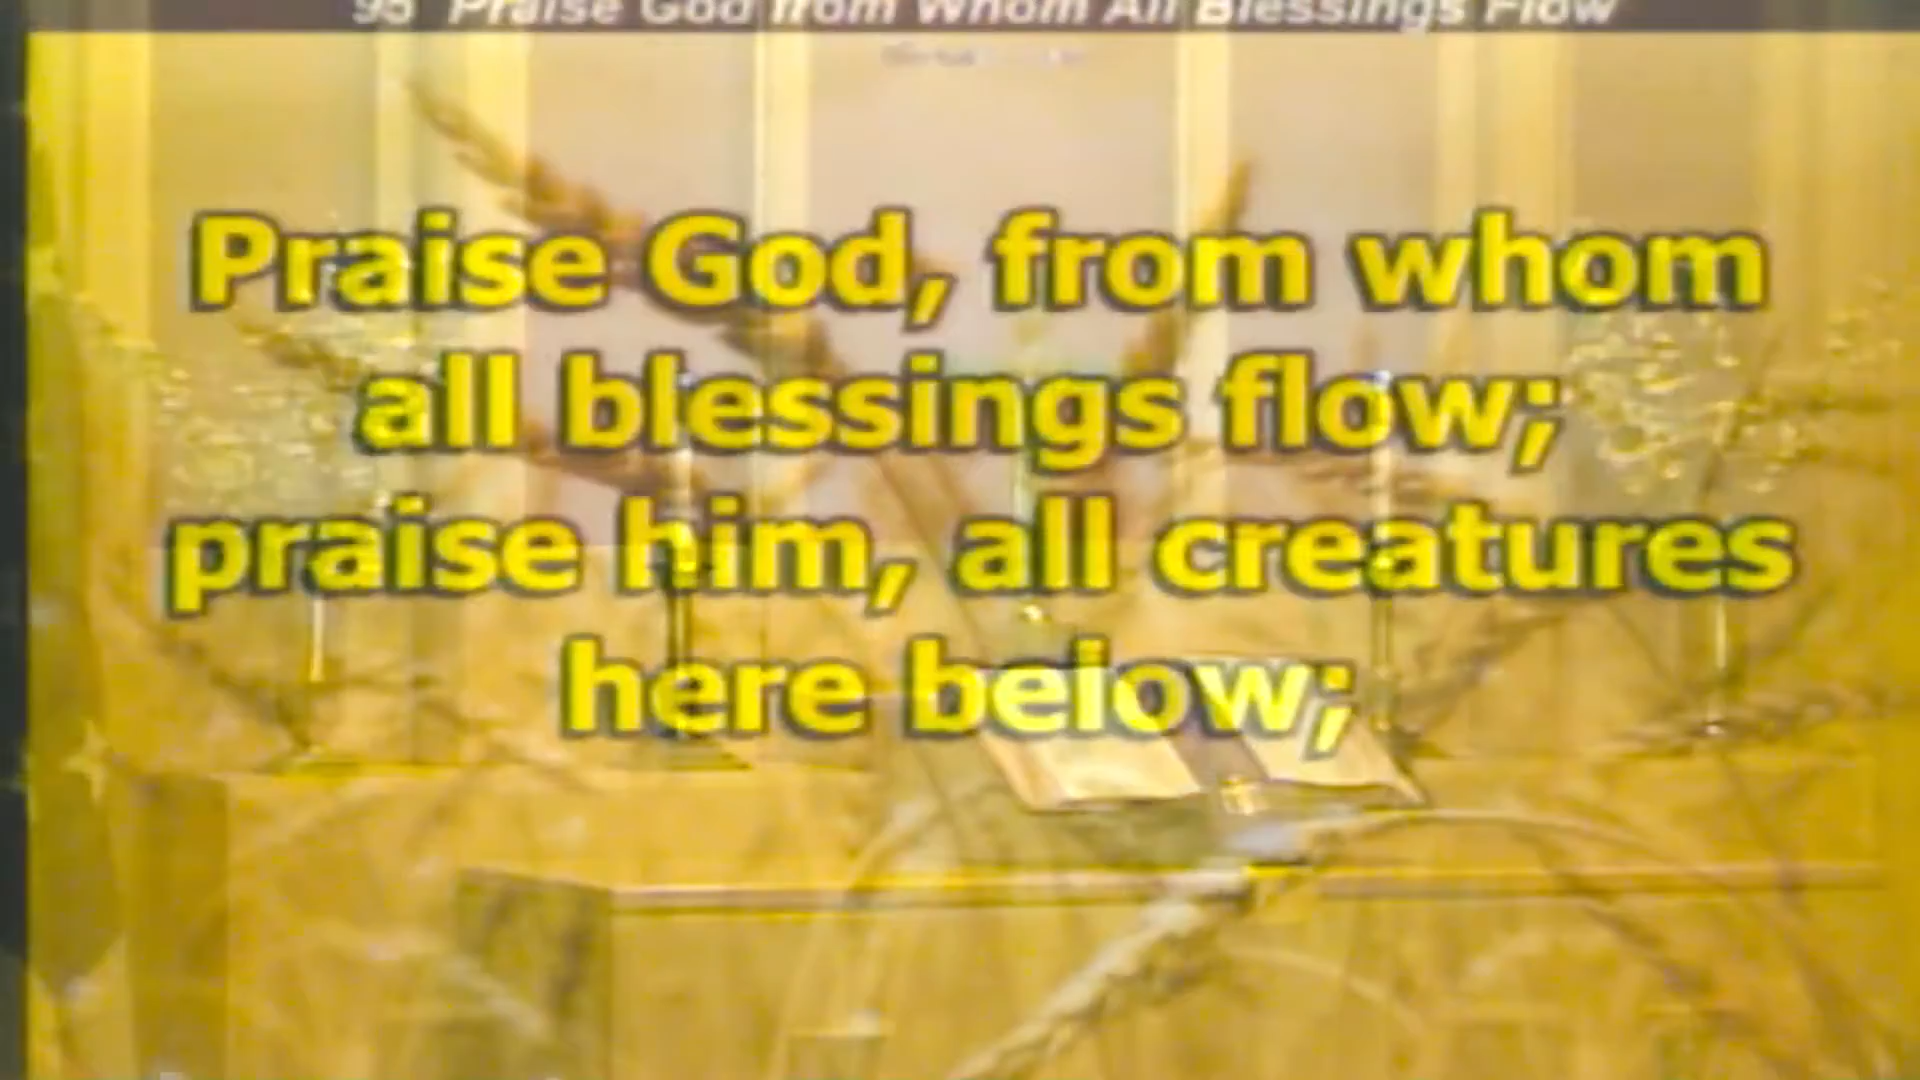 95 Praise God from Whom All Blessings Flow
Praise God, from whom
all blessings flow;
praise him, all creatures
here below;